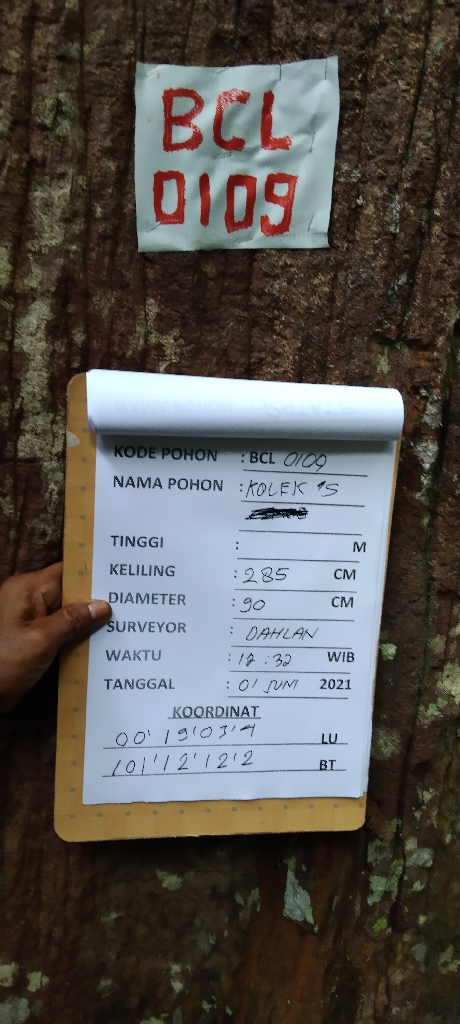 BCL
0109
KODE POHON : BCL 0109
NAMA POHON : KOLEK 'S
TINGGI : M
KELILING : 285 CM
DIAMETER : 90 CM
SURVEYOR : DAHLAN
WAKTU : 12:32 WIB
TANGGAL : 01 JUNI 2021
KOORDINAT
00'19'03'4 LU
101'12'12'2 BT